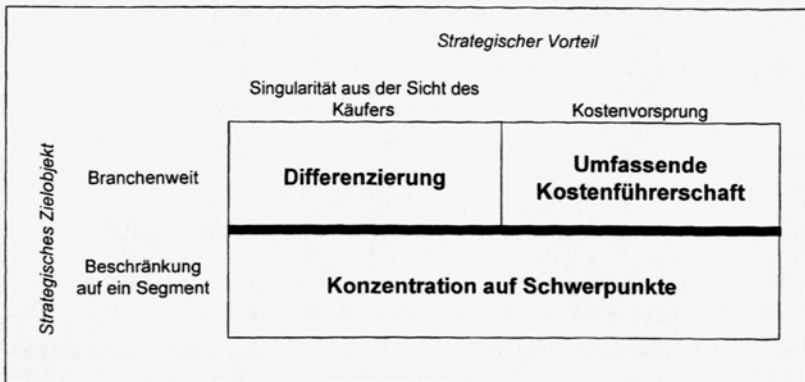 Strategischer Vorteil
Singularität aus der Sicht des
Käufers
Kostenvorsprung
Strategisches Zielobjekt
Branchenweit
Differenzierung
Umfassende
Kostenführerschaft
Beschränkung
auf ein Segment
Konzentration auf Schwerpunkte